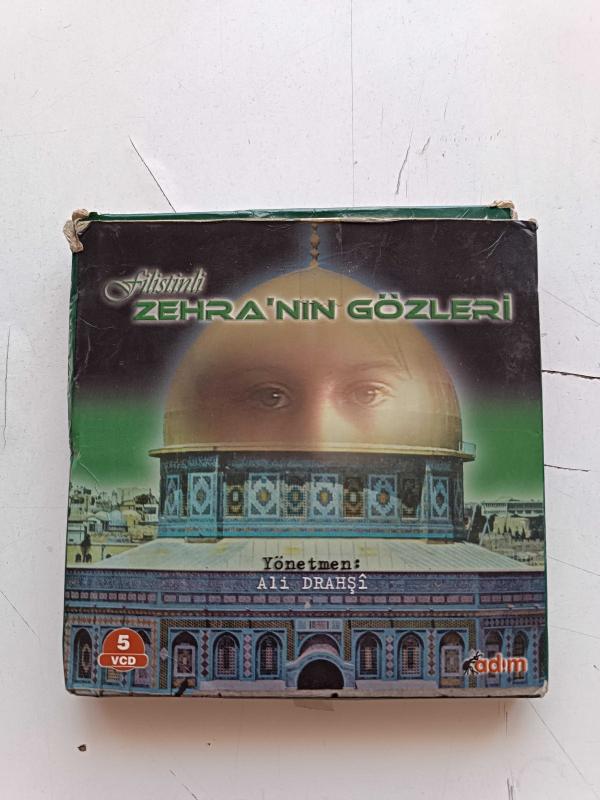 Filistinli
ZEHRA'NIN GÖZLERİ
Yönetmen:
Ali DRAHŞÎ
5
VCD
adım